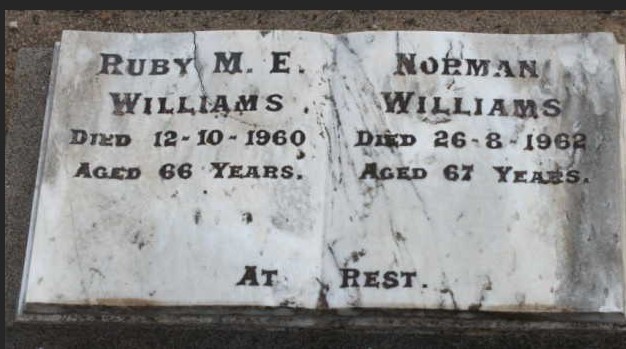 RUBY M. E.
WILLIAMS.
DIED 12-10-1960
AGED 66 YEARS.
NORMAN
WILLIAMS
DIED 26-8-1962
AGED 67 YEARS.
AT REST.